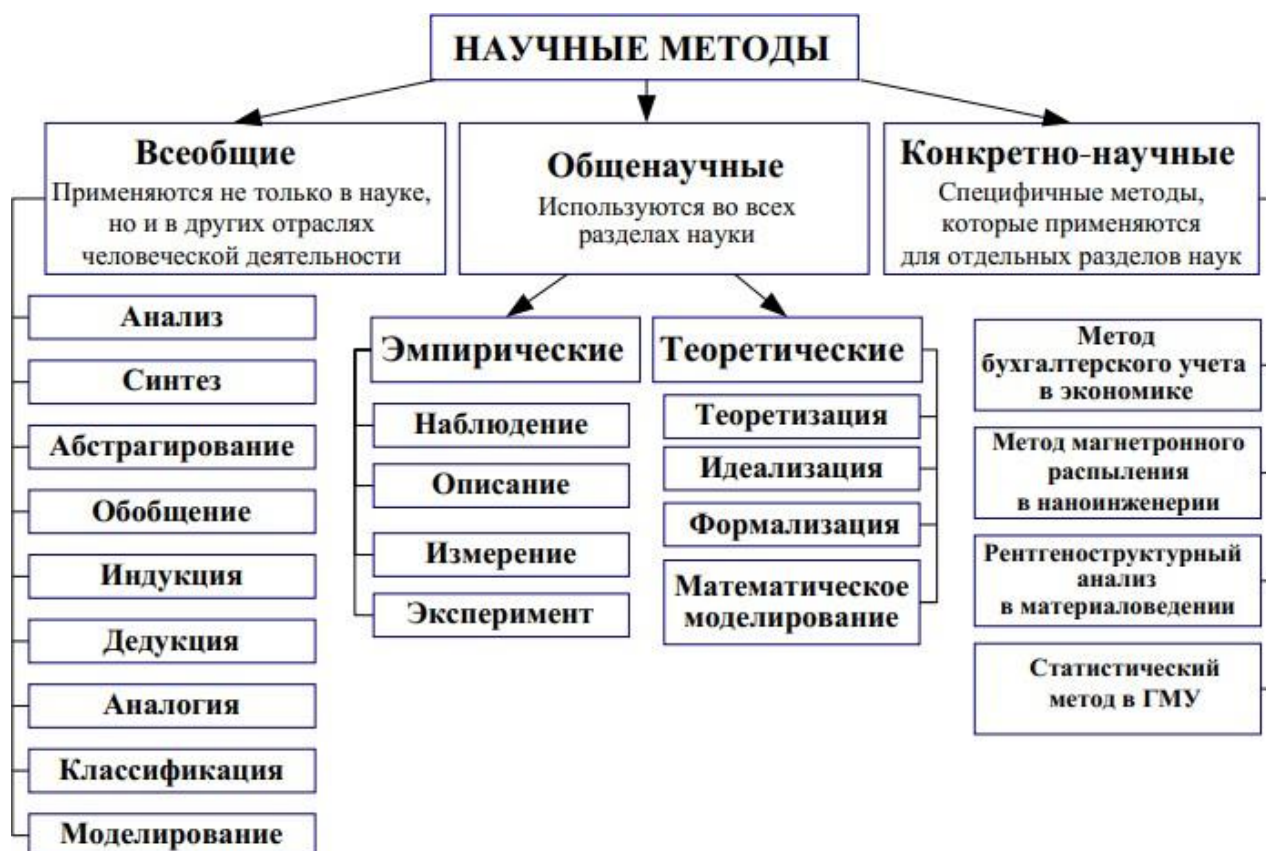 НАУЧНЫЕ МЕТОДЫ
Всеобщие
Применяются не только в науке,
но и в других отраслях
человеческой деятельности
Общенаучные
Используются во всех
разделах науки
Конкретно-научные
Специфичные методы,
которые применяются
для отдельных разделов наук
Анализ
Синтез
Абстрагирование
Обобщение
Индукция
Дедукция
Аналогия
Классификация
Моделирование
Эмпирические
Наблюдение
Описание
Измерение
Эксперимент
Теоретические
Теоретизация
Идеализация
Формализация
Математическое
моделирование
Метод
бухгалтерского учета
в экономике
Метод магнетронного
распыления
в наноинженерии
Рентгеноструктурный
анализ
в материаловедении
Статистический
метод в ГМУ